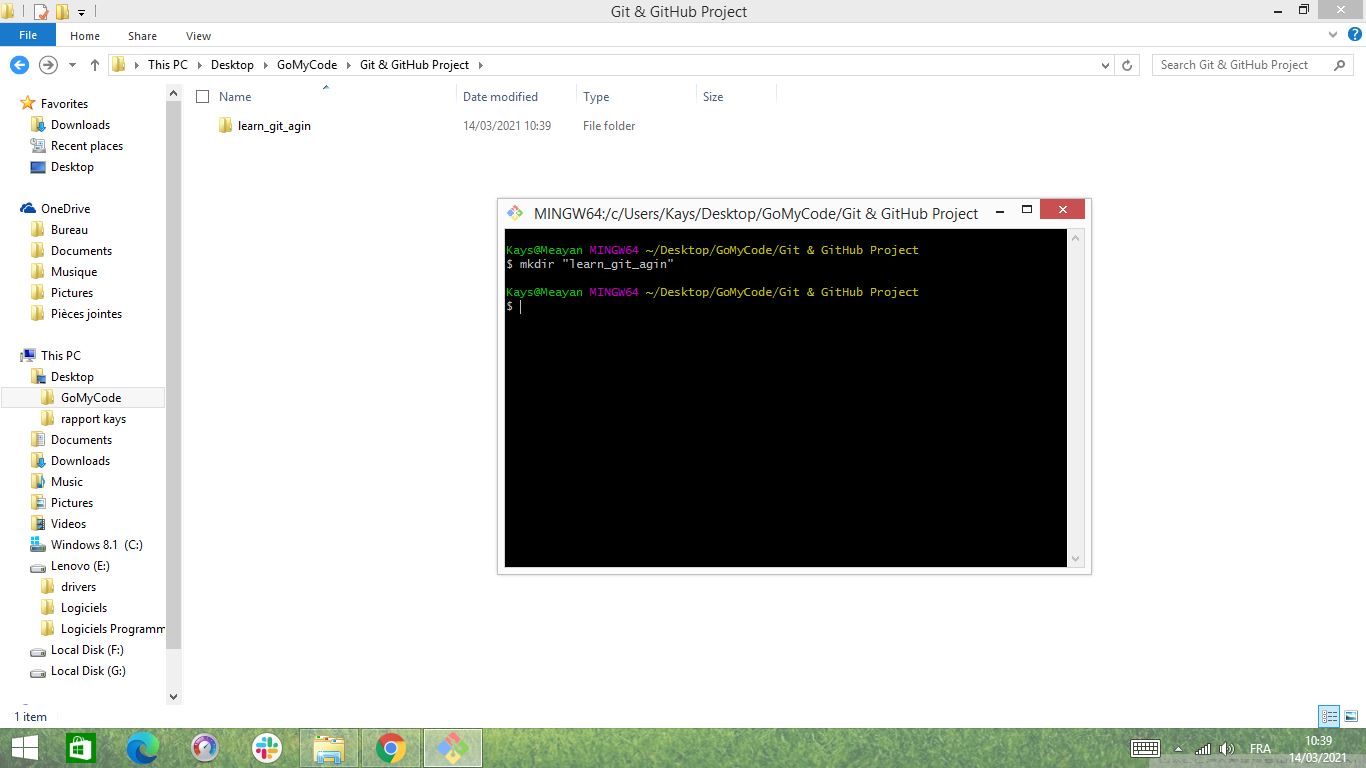 Git & GitHub Project
File Home Share View
This PC Desktop GoMyCode Git & GitHub Project
Search Git & GitHub Project
Name Date modified Type Size
learn_git_agin 14/03/2021 10:39 File folder
Favorites
Downloads
Recent places
Desktop
OneDrive
Bureau
Documents
Musique
Pictures
Pièces jointes
This PC
Desktop
GoMyCode
rapport kays
Documents
Downloads
Music
Pictures
Videos
Windows 8.1 (C:)
Lenovo (E:)
drivers
Logiciels
Logiciels Programm
Local Disk (F:)
Local Disk (G:)
1 item
MINGW64:/c/Users/Kays/Desktop/GoMyCode/Git & GitHub Project
Kays@Meayan MINGW64 ~/Desktop/GoMyCode/Git & GitHub Project
$ mkdir "learn_git_agin"
Kays@Meayan MINGW64 ~/Desktop/GoMyCode/Git & GitHub Project
$
FRA
10:39
14/03/2021